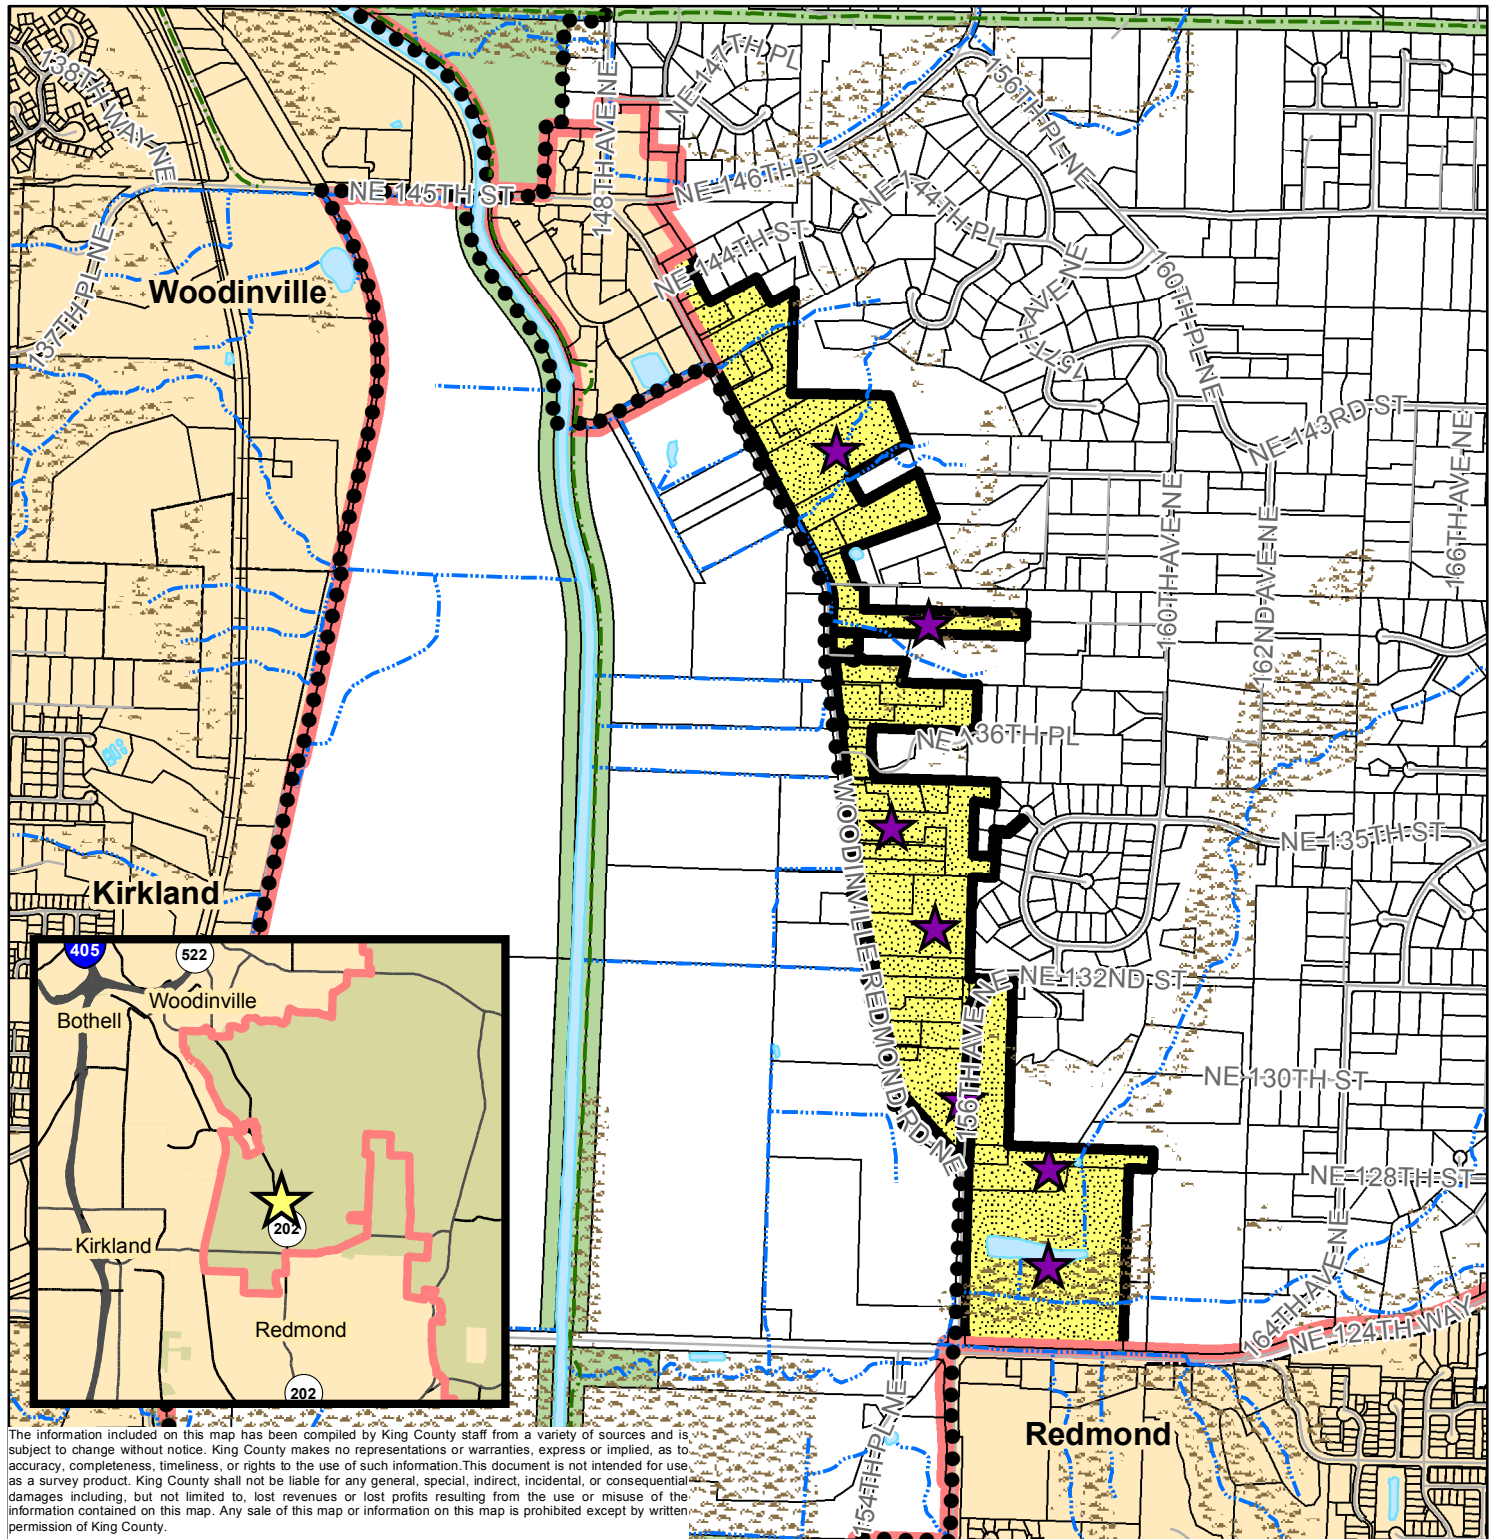 138TH WAY NE
NE 147TH PL
148TH AVE NE
156TH PL NE
NE 145TH ST
NE 146TH PL
NE 144TH PL
NE 144TH ST
137TH PL NE
Woodinville
157TH AVE NE
160TH PL NE
NE 143RD ST
166TH AVE NE
160TH AVE NE
162ND AVE NE
NE 136TH PL
WOODINVILLE REDMOND RD NE
NE 135TH ST
Kirkland
NE 132ND ST
156TH AVE NE
NE 130TH ST
NE 128TH ST
164TH AVE NE
NE 124TH WAY
154TH PL NE
Redmond
405
522
Woodinville
Bothell
202
Kirkland
Redmond
202
The information included on this map has been compiled by King County staff from a variety of sources and is
subject to change without notice. King County makes no representations or warranties, express or implied, as to
accuracy, completeness, timeliness, or rights to the use of such information.This document is not intended for use
as a survey product. King County shall not be liable for any general, special, indirect, incidental, or consequential
damages including, but not limited to, lost revenues or lost profits resulting from the use or misuse of the
information contained on this map. Any sale of this map or information on this map is prohibited except by written
permission of King County.